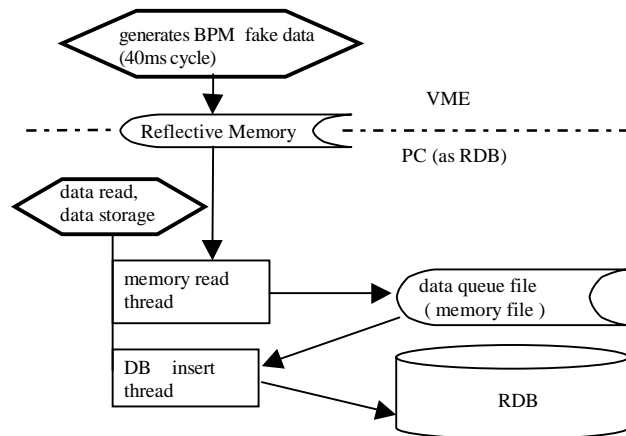 generates BPM fake data
(40ms cycle)
VME
Reflective Memory
PC (as RDB)
data read,
data storage
memory read
thread
data queue file
( memory file )
DB insert
thread
RDB